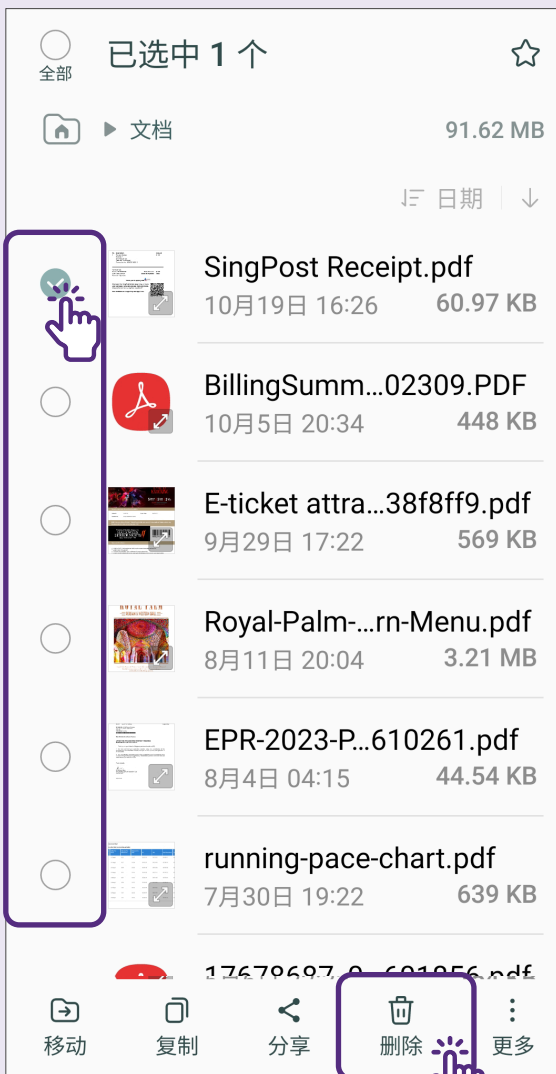 已选中 1 个
全部
文档
91.62 MB
日期
SingPost Receipt.pdf
10月19日 16:26 60.97 KB
BillingSumm...02309.PDF
10月5日 20:34 448 KB
E-ticket attra...38f8ff9.pdf
9月29日 17:22 569 KB
Royal-Palm-...rn-Menu.pdf
8月11日 20:04 3.21 MB
EPR-2023-P...610261.pdf
8月4日 04:15 44.54 KB
running-pace-chart.pdf
7月30日 19:22 639 KB
移动 复制 分享 删除 更多